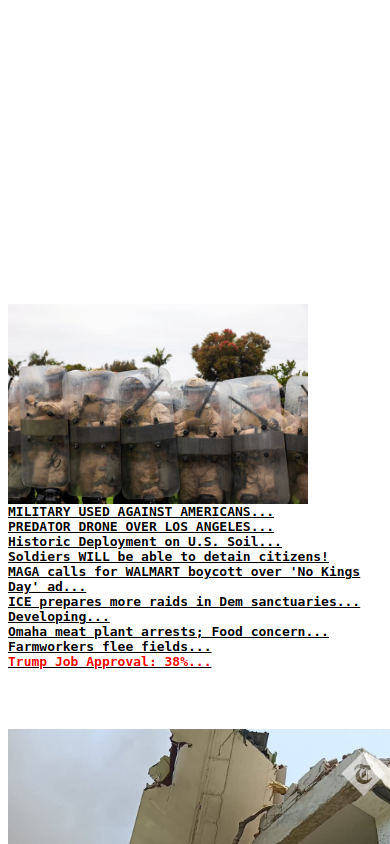 MILITARY USED AGAINST AMERICANS...
PREDATOR DRONE OVER LOS ANGELES...
Historic Deployment on U.S. Soil...
Soldiers WILL be able to detain citizens!
MAGA calls for WALMART boycott over 'No Kings
Day' ad...
ICE prepares more raids in Dem sanctuaries...
Developing...
Omaha meat plant arrests; Food concern...
Farmworkers flee fields...
Trump Job Approval: 38%...